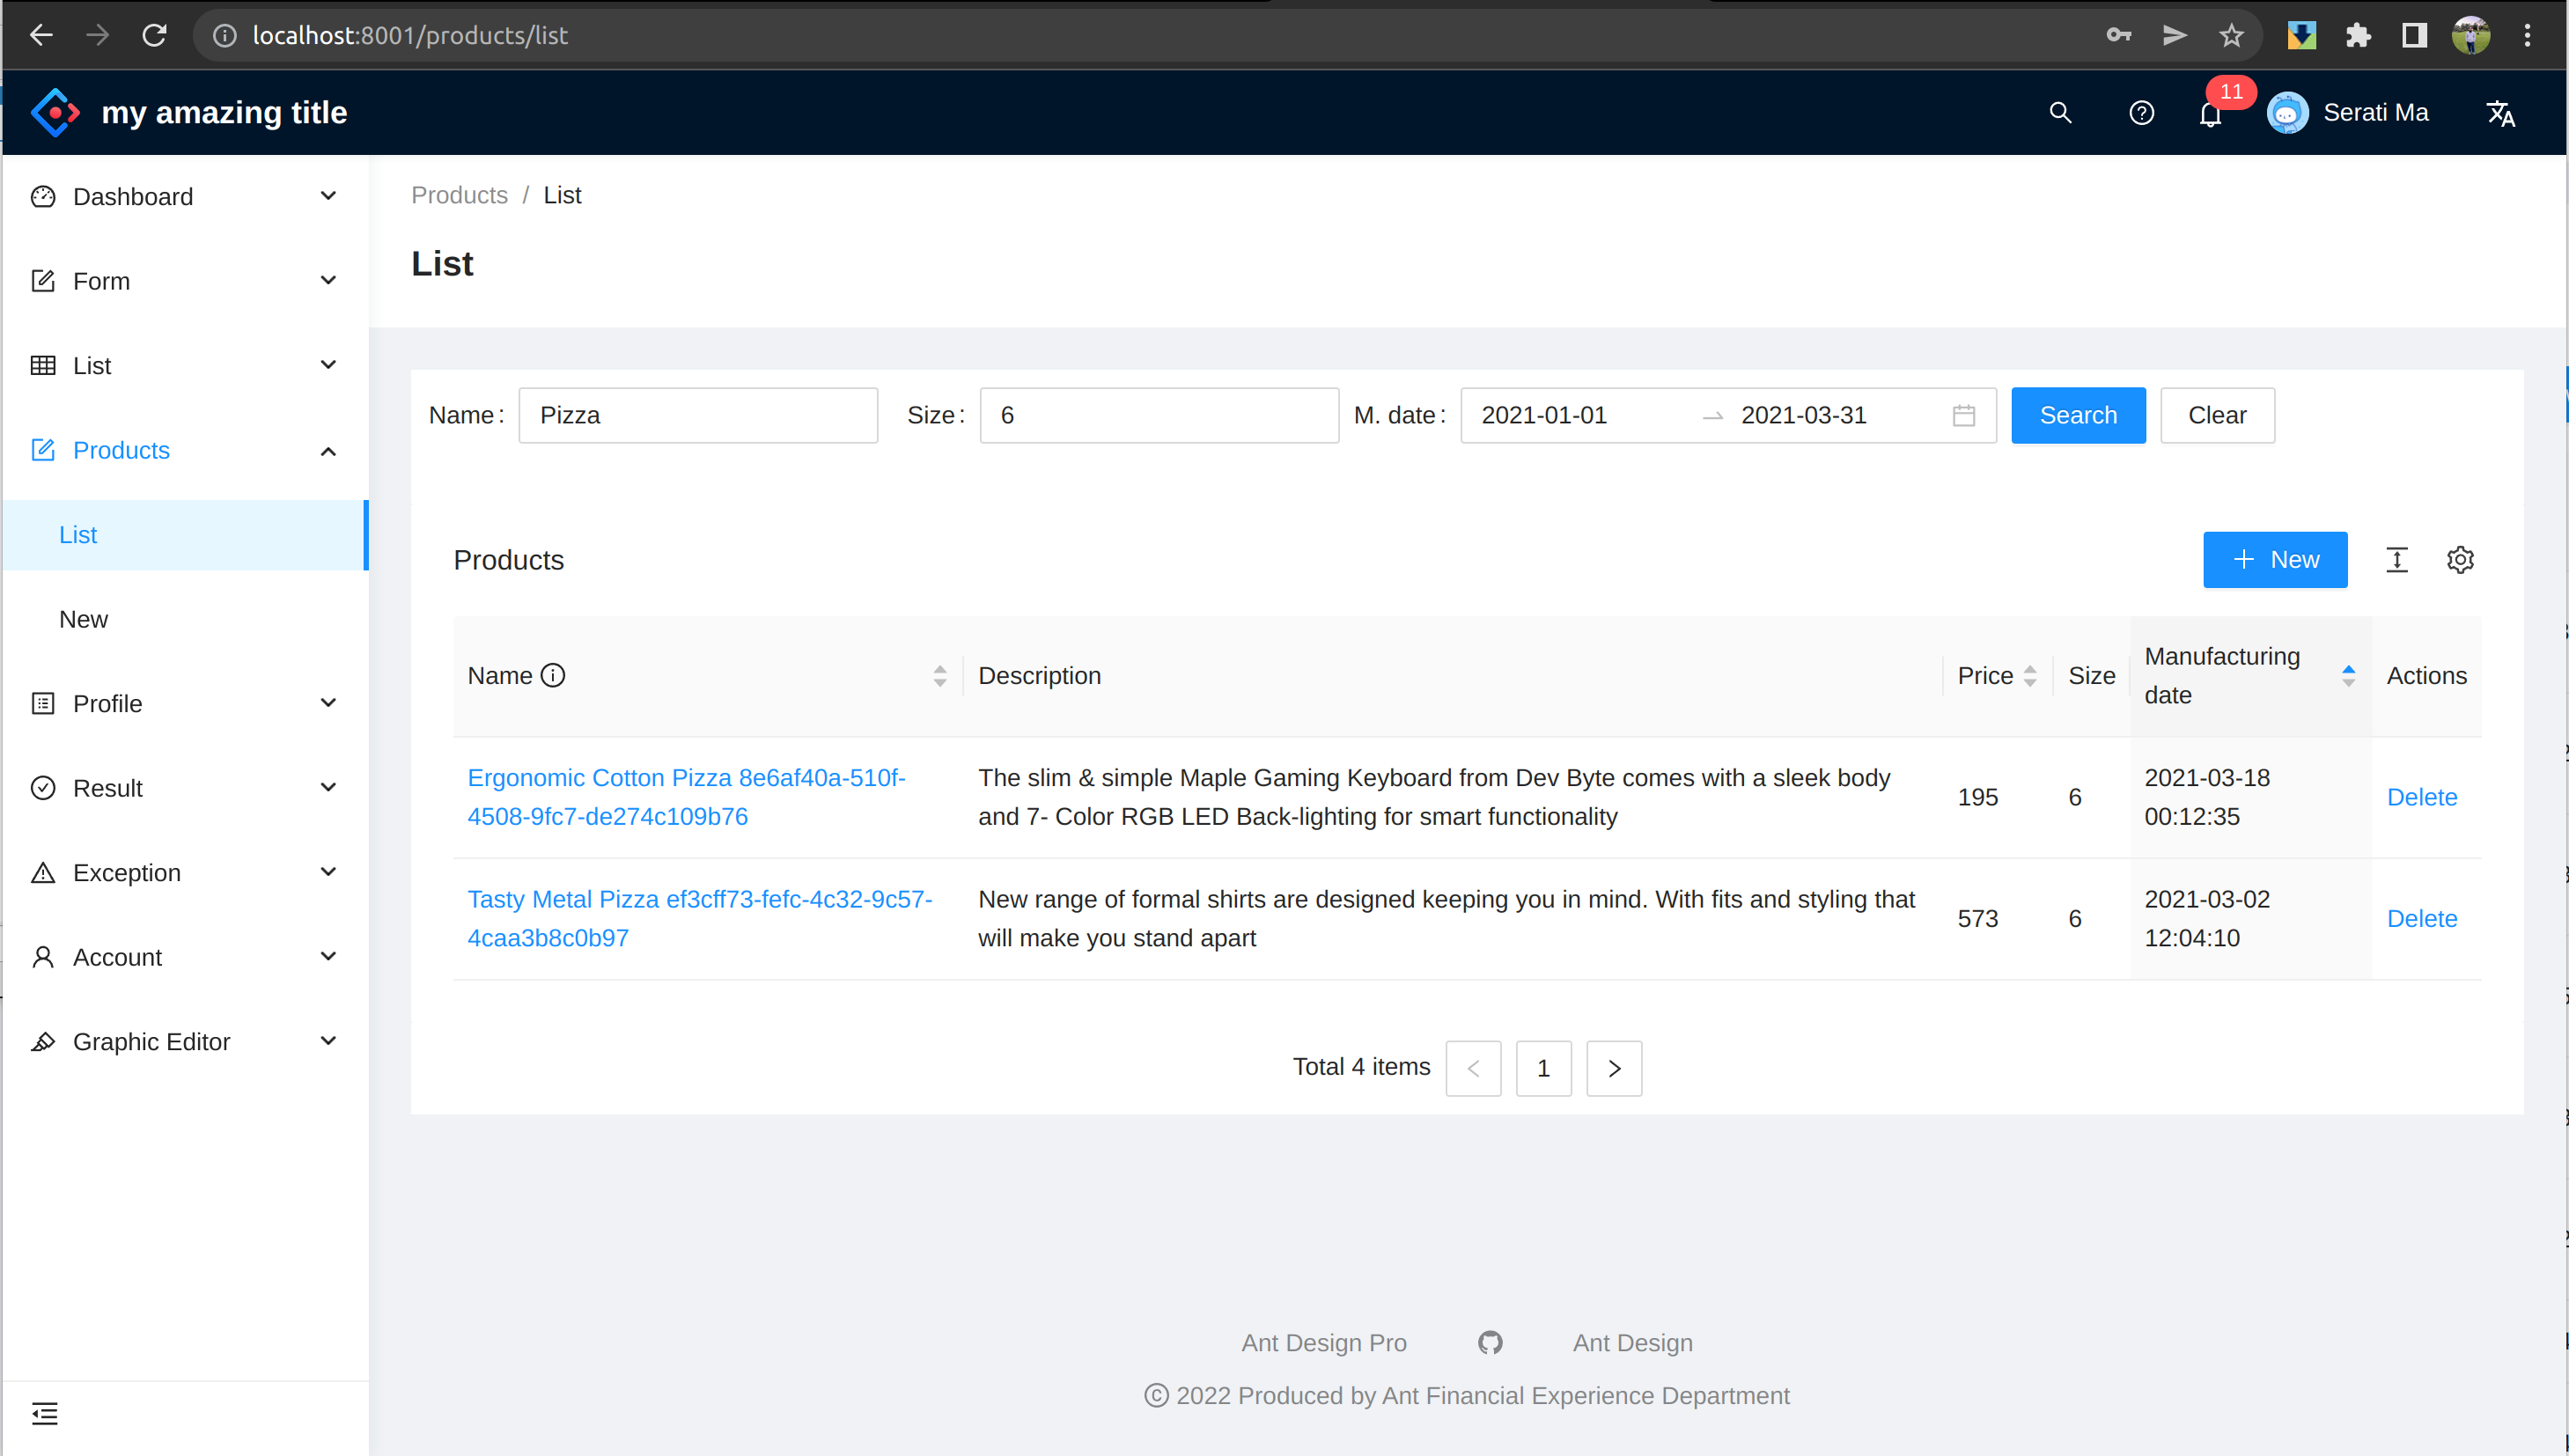 localhost:8001/products/list
my amazing title
11
Serati Ma
Dashboard
Form
List
Products
List
New
Profile
Result
Exception
Account
Graphic Editor
Products / List
List
Name: Pizza Size: 6 M. date: 2021-01-01 2021-03-31 Search Clear
Products
New
Name Description Price Size Manufacturing date Actions
Ergonomic Cotton Pizza 8e6af40a-510f-
4508-9fc7-de274c109b76
The slim & simple Maple Gaming Keyboard from Dev Byte comes with a sleek body
and 7- Color RGB LED Back-lighting for smart functionality
195
6
2021-03-18
00:12:35
Delete
Tasty Metal Pizza ef3cff73-fefc-4c32-9c57-
4caa3b8c0b97
New range of formal shirts are designed keeping you in mind. With fits and styling that
will make you stand apart
573
6
2021-03-02
12:04:10
Delete
Total 4 items
1
Ant Design Pro Ant Design
© 2022 Produced by Ant Financial Experience Department